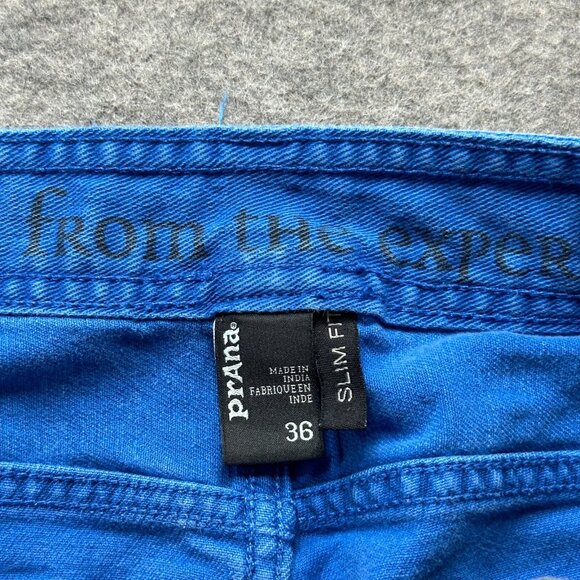 from the exper
prAna®
MADE IN
INDIA
FABRIQUE EN
INDE
36
SLIM FIT